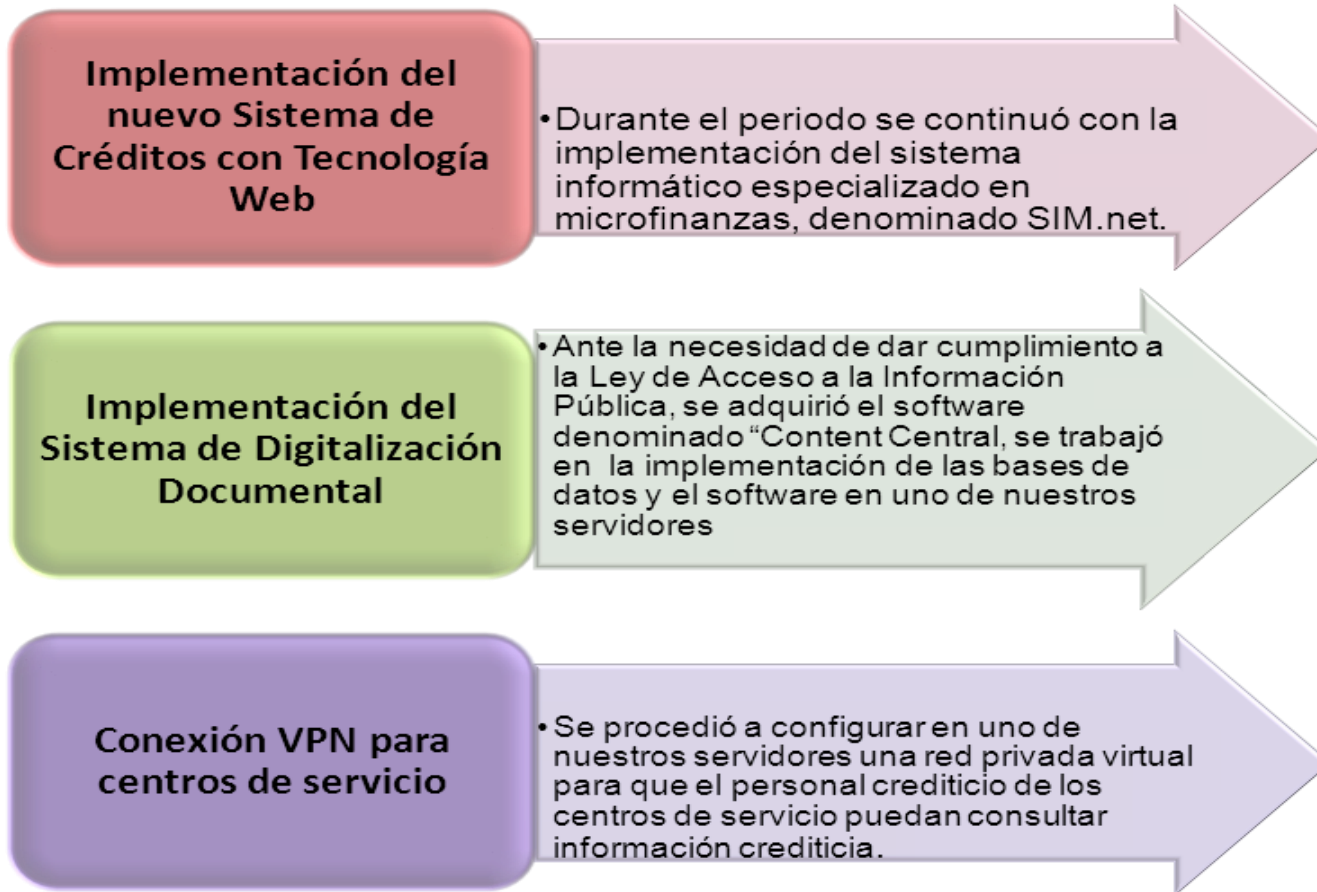 Implementación del
nuevo Sistema de
Créditos con Tecnología
Web
•Durante el periodo se continuó con la
implementación del sistema
informático especializado en
microfinanzas, denominado SIM.net.
Implementación del
Sistema de Digitalización
Documental
•Ante la necesidad de dar cumplimiento a
la Ley de Acceso a la Información
Pública, se adquirió el software
denominado “Content Central, se trabajó
en la implementación de las bases de
datos y el software en uno de nuestros
servidores
Conexión VPN para
centros de servicio
•Se procedió a configurar en uno de
nuestros servidores una red privada virtual
para que el personal crediticio de los
centros de servicio puedan consultar
información crediticia.